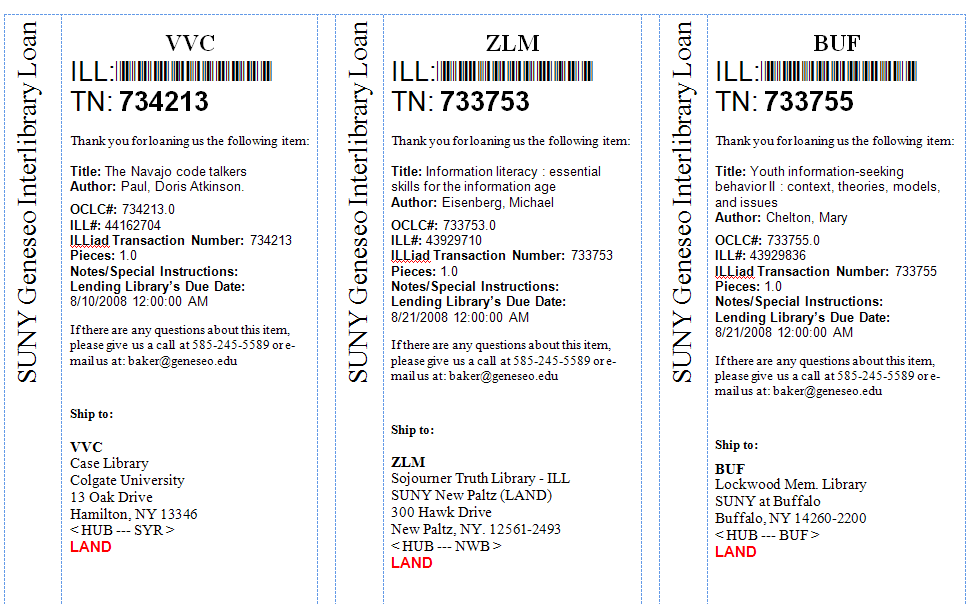 SUNY Geneseo Interlibrary Loan
VVC
ILL:
TN: 734213
Thank you for loaning us the following item:
Title: The Navajo code talkers
Author: Paul, Doris Atkinson.
OCLC#: 734213.0
ILL#: 44162704
ILLiad Transaction Number: 734213
Pieces: 1.0
Notes/Special Instructions:
Lending Library's Due Date:
8/10/2008 12:00:00 AM
If there are any questions about this item,
please give us a call at 585-245-5589 or e-
mail us at: baker@geneseo.edu
Ship to:
VVC
Case Library
Colgate University
13 Oak Drive
Hamilton, NY 13346
< HUB --- SYR >
LAND
SUNY Geneseo Interlibrary Loan
ZLM
ILL:
TN: 733753
Thank you for loaning us the following item:
Title: Information literacy : essential
skills for the information age
Author: Eisenberg, Michael
OCLC#: 733753.0
ILL#: 43929710
ILLiad Transaction Number: 733753
Pieces: 1.0
Notes/Special Instructions:
Lending Library's Due Date:
8/21/2008 12:00:00 AM
If there are any questions about this item,
please give us a call at 585-245-5589 or e-
mail us at: baker@geneseo.edu
Ship to:
ZLM
Sojourner Truth Library - ILL
SUNY New Paltz (LAND)
300 Hawk Drive
New Paltz, NY. 12561-2493
< HUB --- NWB >
LAND
SUNY Geneseo Interlibrary Loan
BUF
ILL:
TN: 733755
Thank you for loaning us the following item:
Title: Youth information-seeking
behavior II : context, theories, models,
and issues
Author: Chelton, Mary
OCLC#: 733755.0
ILL#: 43929836
ILLiad Transaction Number: 733755
Pieces: 1.0
Notes/Special Instructions:
Lending Library's Due Date:
8/21/2008 12:00:00 AM
If there are any questions about this item,
please give us a call at 585-245-5589 or e-
mail us at: baker@geneseo.edu
Ship to:
BUF
Lockwood Mem. Library
SUNY at Buffalo
Buffalo, NY 14260-2200
< HUB --- BUF >
LAND